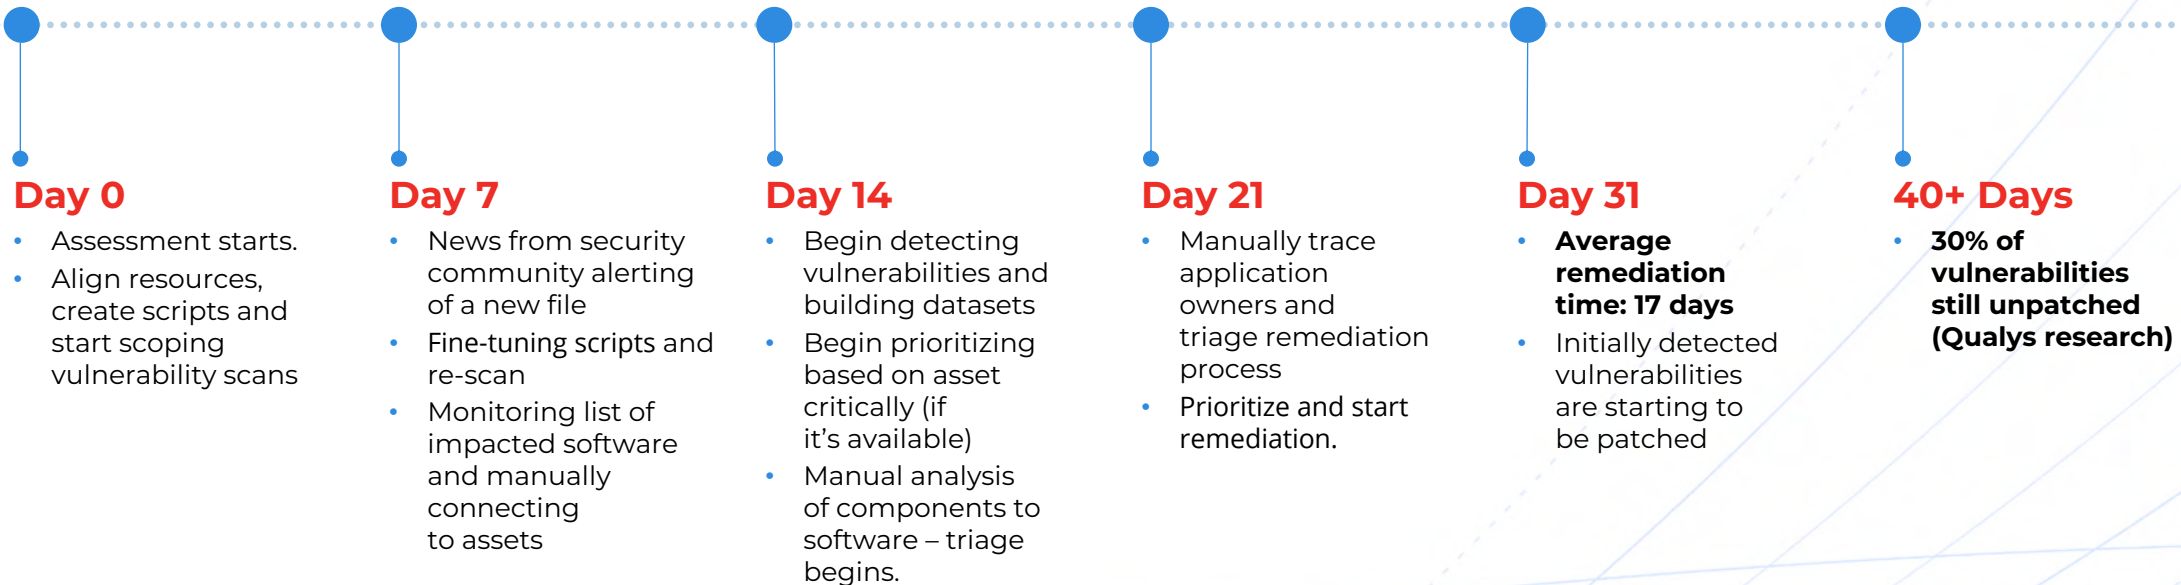 Day 0
• Assessment starts.
• Align resources,
create scripts and
start scoping
vulnerability scans
Day 7
• News from security
community alerting
of a new file
• Fine-tuning scripts and
re-scan
• Monitoring list of
impacted software
and manually
connecting
to assets
Day 14
• Begin detecting
vulnerabilities and
building datasets
• Begin prioritizing
based on asset
critically (if
it's available)
• Manual analysis
of components to
software – triage
begins.
Day 21
• Manually trace
application
owners and
triage remediation
process
• Prioritize and start
remediation.
Day 31
• Average
remediation
time: 17 days
• Initially detected
vulnerabilities
are starting to
be patched
40+ Days
• 30% of
vulnerabilities
still unpatched
(Qualys research)